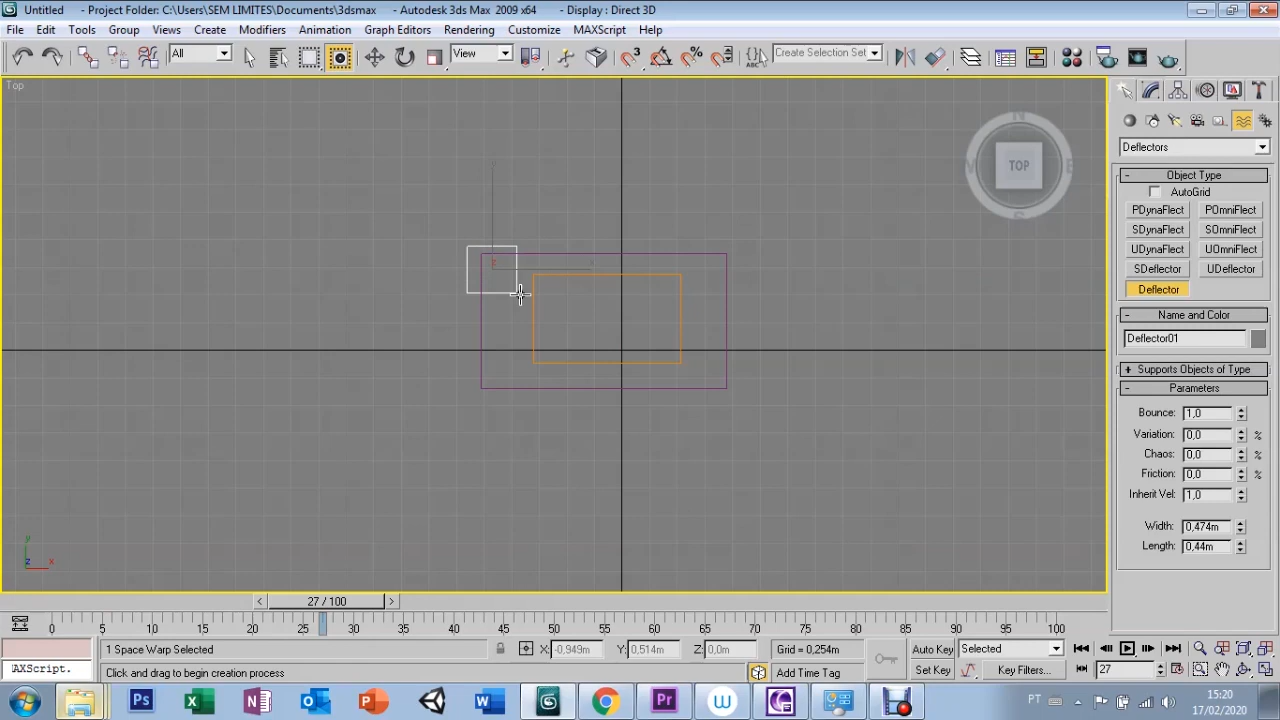 Untitled - Project Folder: C:\Users\SEM LIMITES\Documents\3dsmax - Autodesk 3ds Max 2009 x64 - Display : Direct 3D
File Edit Tools Group Views Create Modifiers Animation Graph Editors Rendering Customize MAXScript Help
All View Create Selection Set
Top
TOP
Deflectors
- Object Type
AutoGrid
PDynaFlect POmniFlect
SDynaFlect SOmniFlect
UDynaFlect UOmniFlect
SDeflector UDeflector
Deflector
- Name and Color
Deflector01
+ Supports Objects of Type
- Parameters
Bounce: 1,0
Variation: 0,0 %
Chaos: 0,0 %
Friction: 0,0 %
Inherit Vel: 1,0
Width: 0,474m
Length: 0,44m
y
z x
< 27 / 100 >
0 5 10 15 20 25 30 35 40 45 50 55 60 65 70 75 80 85 90 95 100
1 Space Warp Selected X: -0,949m Y: 0,514m Z: 0,0m Grid = 0,254m Auto Key Selected
AXScript. Click and drag to begin creation process Add Time Tag Set Key Key Filters... 27
PT 15:20
17/02/2020